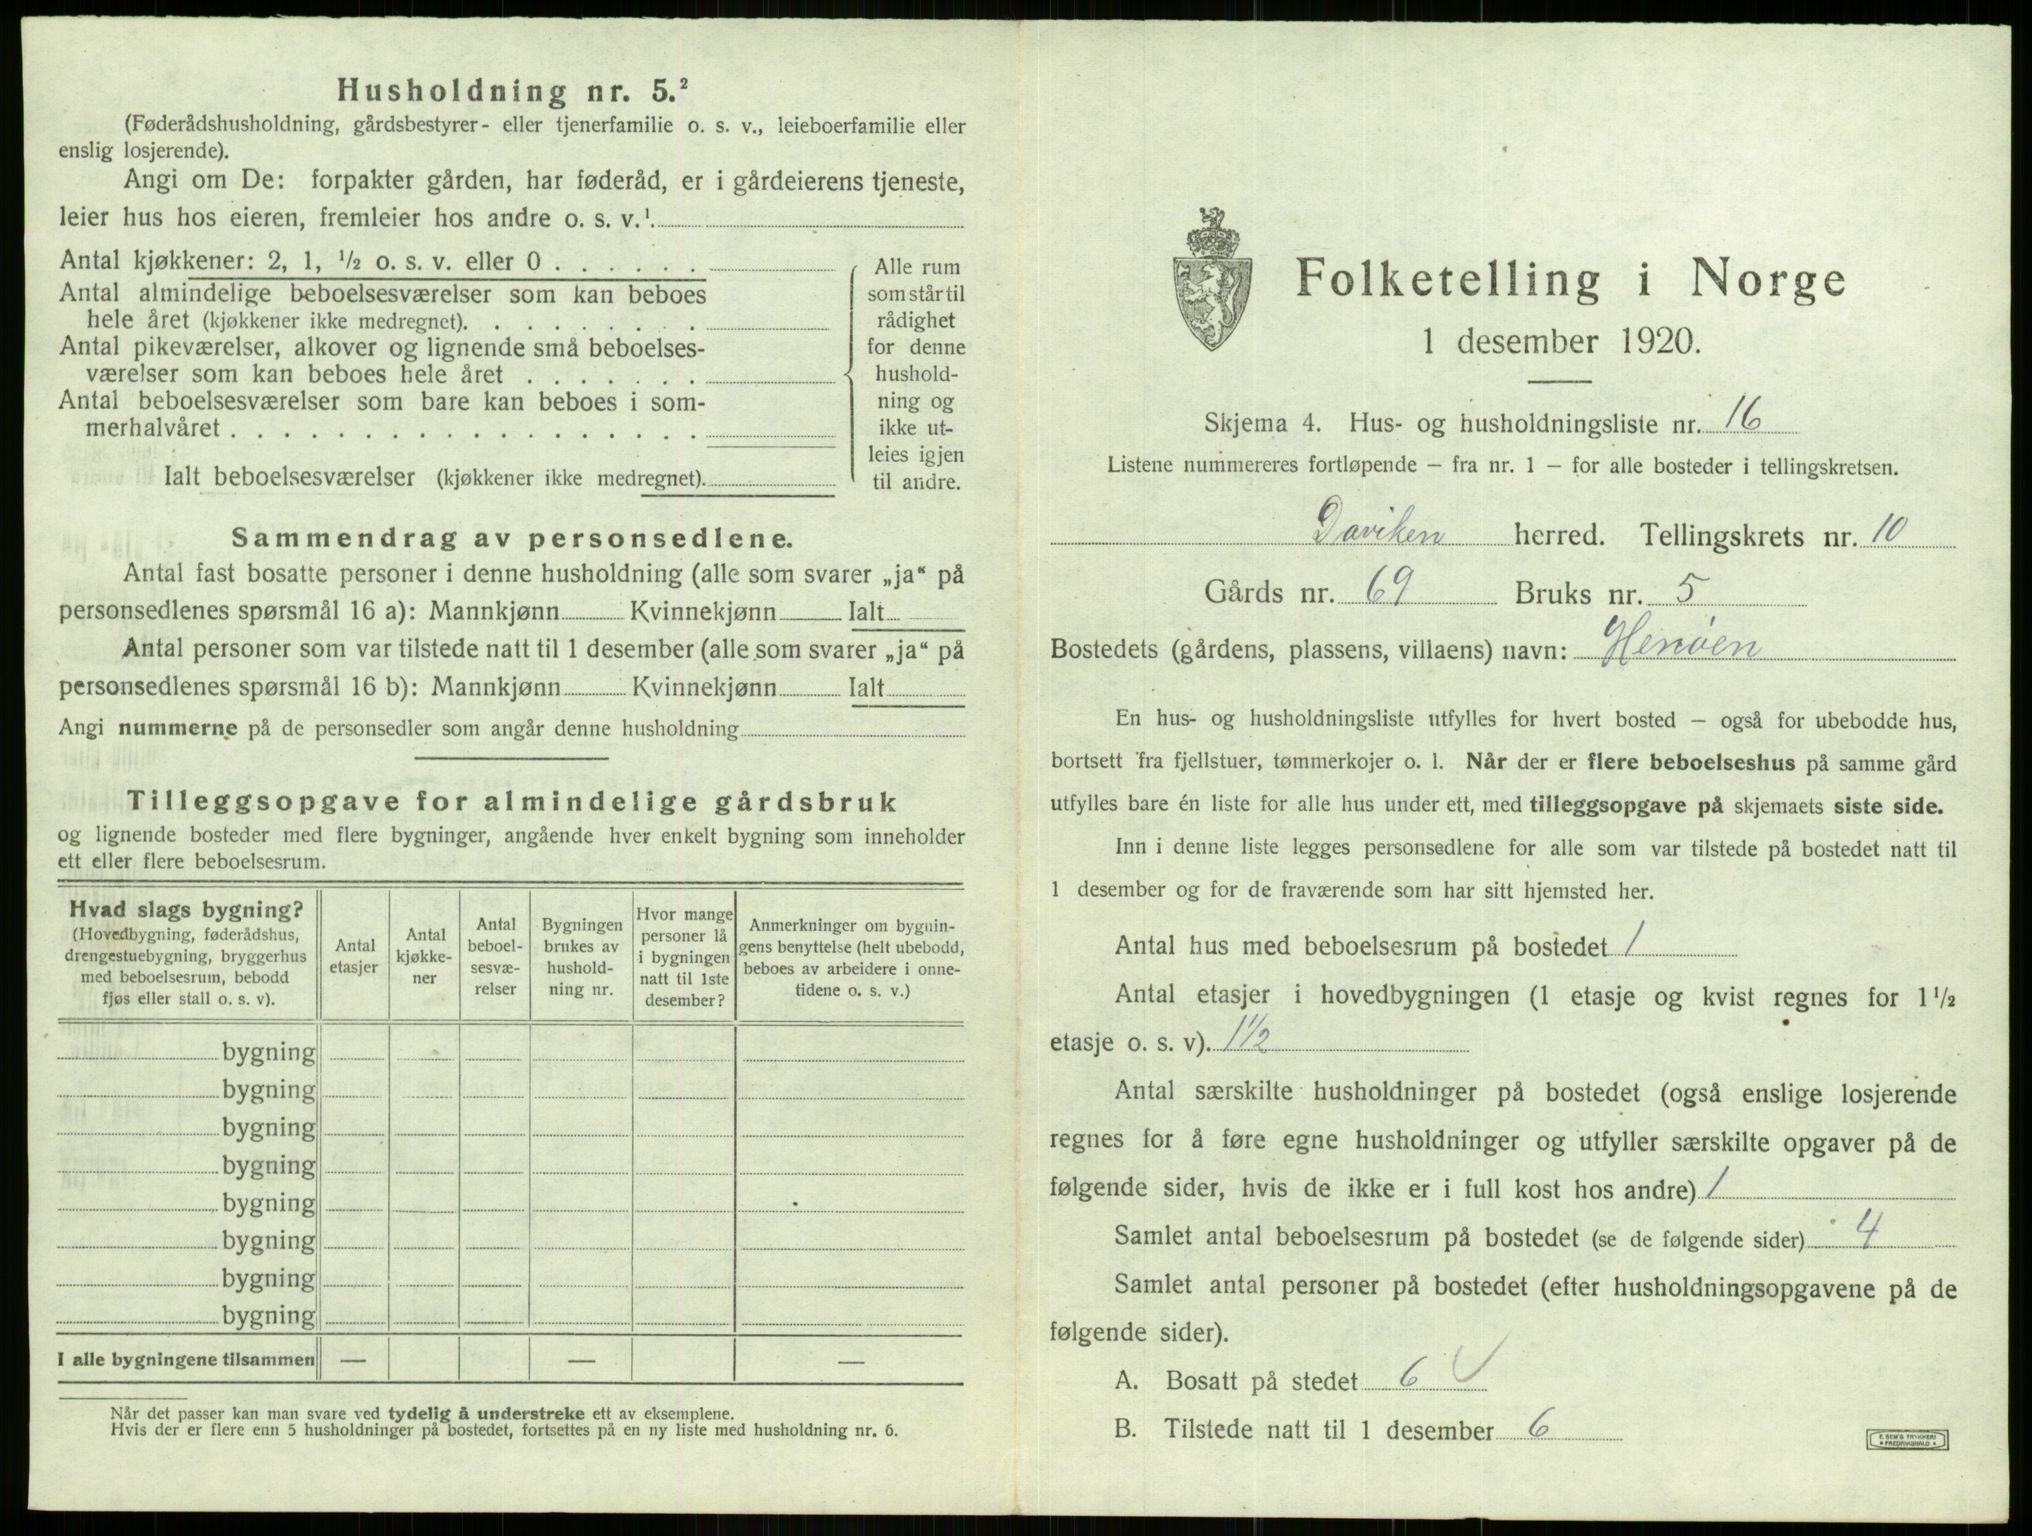 Husholdning nr. 5.²
(Føderådshusholdning, gårdsbestyrer- eller tjenerfamilie o. s. v., leieboerfamilie eller
enslig losjerende).
Angi om De: forpakter gården, har føderåd, er i gårdeierens tjeneste,
leier hus hos eieren, fremleier hos andre o. s. v.¹
Antal kjøkkener: 2, 1, ½ o. s. v. eller 0 . . . . . .
Antal almindelige beboelsesværelser som kan beboes
hele året (kjøkkener ikke medregnet). . . . . . . . .
Antal pikeværelser, alkover og lignende små beboelses-
værelser som kan beboes hele året . . . . . . .
Antal beboelsesværelser som bare kan beboes i som-
merhalvåret . . . . . . . . . . . . . . . . . .
Ialt beboelsesværelser (kjøkkener ikke medregnet).
Alle rum
som står til
rådighet
for denne
hushold-
ning og
ikke ut-
leies igjen
til andre.
Sammendrag av personsedlene.
Antal fast bosatte personer i denne husholdning (alle som svarer „ja“ på
personsedlenes spørsmål 16 a): Mannkjønn Kvinnekjønn Ialt
Antal personer som var tilstede natt til 1 desember (alle som svarer „ja“ på
personsedlenes spørsmål 16 b): Mannkjønn Kvinnekjønn Ialt
Angi nummerne på de personsedler som angår denne husholdning
Tilleggsopgave for almindelige gårdsbruk
og lignende bosteder med flere bygninger, angående hver enkelt bygning som inneholder
ett eller flere beboelsesrum.
Hvad slags bygning?
(Hovedbygning, føderådshus,
drengestuebygning, bryggerhus
med beboelsesrum, bebodd
fjøs eller stall o. s. v).
Antal
etasjer
Antal
kjøkke-
ner
Antal
beboel-
sesvæ-
relser
Bygningen
brukes av
hushold-
ning nr.
Hvor mange
personer lå
i bygningen
natt til 1ste
desember?
Anmerkninger om bygnin-
gens benyttelse (helt ubebodd,
beboes av arbeidere i onne-
tidene o. s. v.)
bygning
bygning
bygning
bygning
bygning
bygning
bygning
bygning
I alle bygningene tilsammen — — —
Når det passer kan man svare ved tydelig å understreke ett av eksemplene.
Hvis der er flere enn 5 husholdninger på bostedet, fortsettes på en ny liste med husholdning nr. 6.
Folketelling i Norge
1 desember 1920.
Skjema 4. Hus- og husholdningsliste nr. 16
Listene nummereres fortløpende – fra nr. 1 – for alle bosteder i tellingskretsen.
Daviken herred. Tellingskrets nr. 10
Gårds nr. 69 Bruks nr. 5
Bostedets (gårdens, plassens, villaens) navn: Henøen
En hus- og husholdningsliste utfylles for hvert bosted – også for ubebodde hus,
bortsett fra fjellstuer, tømmerkojer o. l. Når der er flere beboelseshus på samme gård
utfylles bare én liste for alle hus under ett, med tilleggsopgave på skjemaets siste side.
Inn i denne liste legges personsedlene for alle som var tilstede på bostedet natt til
1 desember og for de fraværende som har sitt hjemsted her.
Antal hus med beboelsesrum på bostedet 1
Antal etasjer i hovedbygningen (1 etasje og kvist regnes for 1½
etasje o. s. v). 1½
Antal særskilte husholdninger på bostedet (også enslige losjerende
regnes for å føre egne husholdninger og utfyller særskilte opgaver på de
følgende sider, hvis de ikke er i full kost hos andre) 1
Samlet antal beboelsesrum på bostedet (se de følgende sider) 4
Samlet antal personer på bostedet (efter husholdningsopgavene på de
følgende sider).
A. Bosatt på stedet 6 ✓
B. Tilstede natt til 1 desember 6
E. SEM'S TRYKKERI
• FREDRIKSHALD •